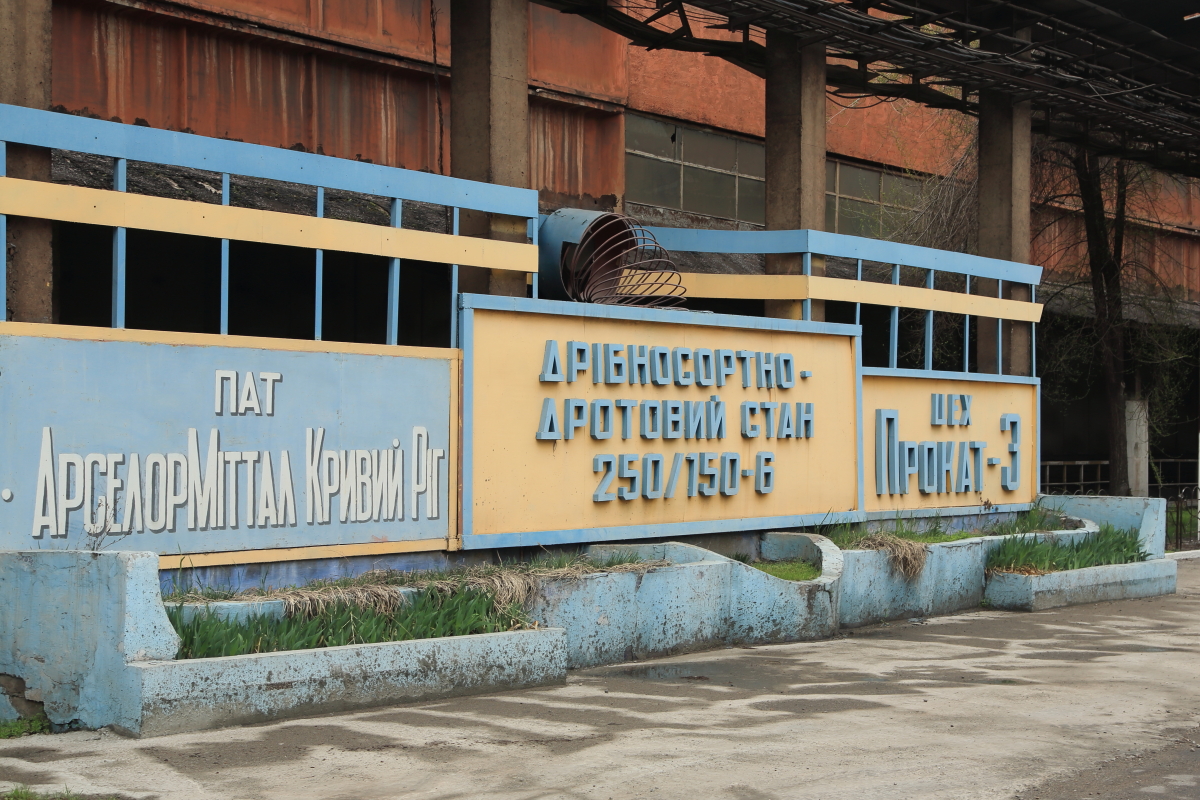 ПАТ
АрселорМіттал Кривий Ріг
ДРІБНОСОРТНО-
ДРОТОВИЙ СТАН
250/150-6
ЦЕХ
Прокат-3